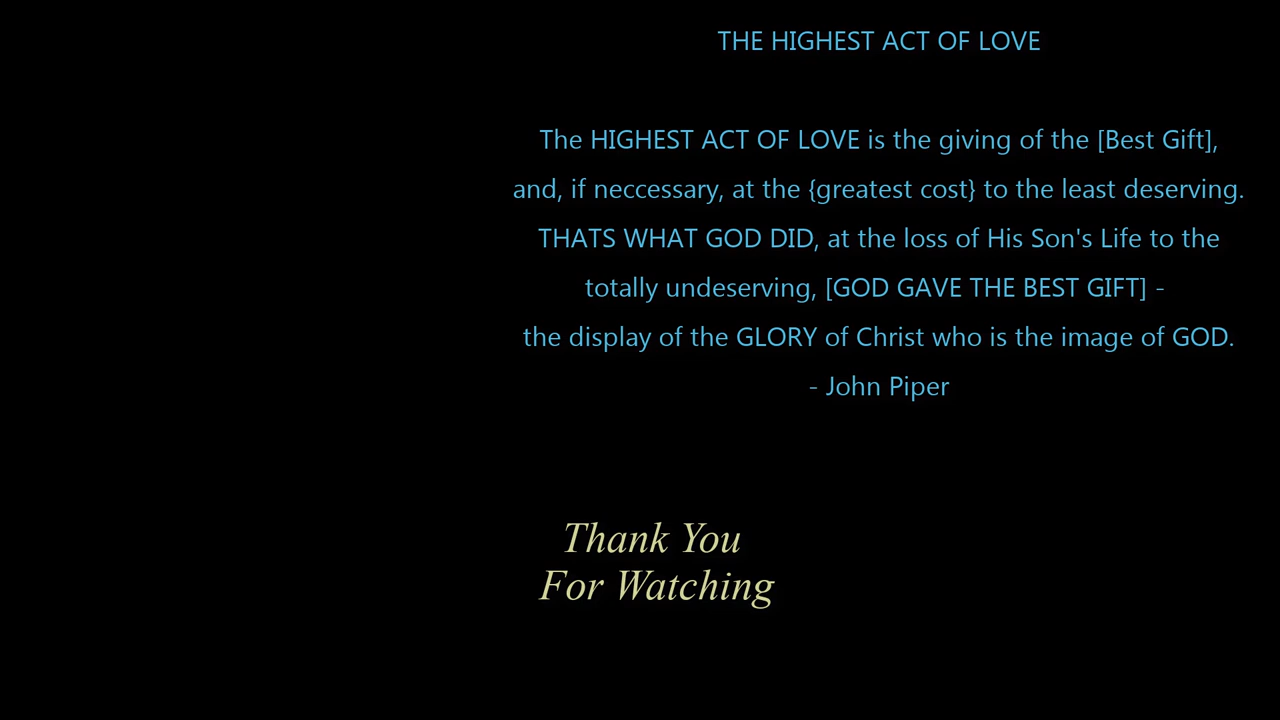 THE HIGHEST ACT OF LOVE
The HIGHEST ACT OF LOVE is the giving of the [Best Gift],
and, if neccessary, at the {greatest cost} to the least deserving.
THATS WHAT GOD DID, at the loss of His Son's Life to the
totally undeserving, [GOD GAVE THE BEST GIFT] -
the display of the GLORY of Christ who is the image of GOD.
- John Piper
Thank You
For Watching